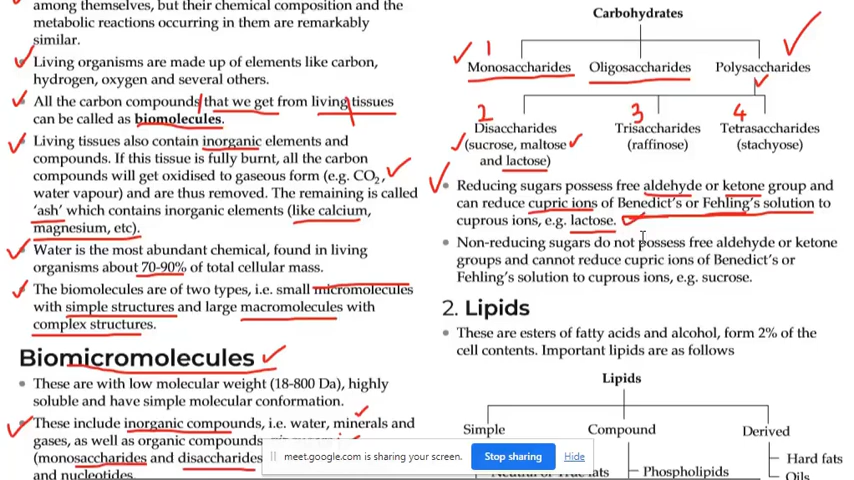 among themselves, but their chemical composition and the
metabolic reactions occurring in them are remarkably
similar.
Living organisms are made up of elements like carbon,
hydrogen, oxygen and several others.
All the carbon compounds that we get from living tissues
can be called as biomolecules.
Living tissues also contain inorganic elements and
compounds. If this tissue is fully burnt, all the carbon
compounds will get oxidised to gaseous form (e.g. CO2,
water vapour) and are thus removed. The remaining is called
'ash' which contains inorganic elements (like calcium,
magnesium, etc).
Water is the most abundant chemical, found in living
organisms about 70-90% of total cellular mass.
The biomolecules are of two types, i.e. small micromolecules
with simple structures and large macromolecules with
complex structures.
Biomicromolecules
These are with low molecular weight (18-800 Da), highly
soluble and have simple molecular conformation.
These include inorganic compounds, i.e. water, minerals and
gases, as well as organic compounds,
(monosaccharides and disaccharides
and nucleotides.
Carbohydrates
1
Monosaccharides Oligosaccharides Polysaccharides
2 3 4
Disaccharides Trisaccharides Tetrasaccharides
(sucrose, maltose (raffinose) (stachyose)
and lactose)
Reducing sugars possess free aldehyde or ketone group and
can reduce cupric ions of Benedict's or Fehling's solution to
cuprous ions, e.g. lactose.
Non-reducing sugars do not possess free aldehyde or ketone
groups and cannot reduce cupric ions of Benedict's or
Fehling's solution to cuprous ions, e.g. sucrose.
2. Lipids
These are esters of fatty acids and alcohol, form 2% of the
cell contents. Important lipids are as follows
Lipids
Simple Compound Derived
Hard fats
Phospholipids
Oils
meet.google.com is sharing your screen. Stop sharing Hide